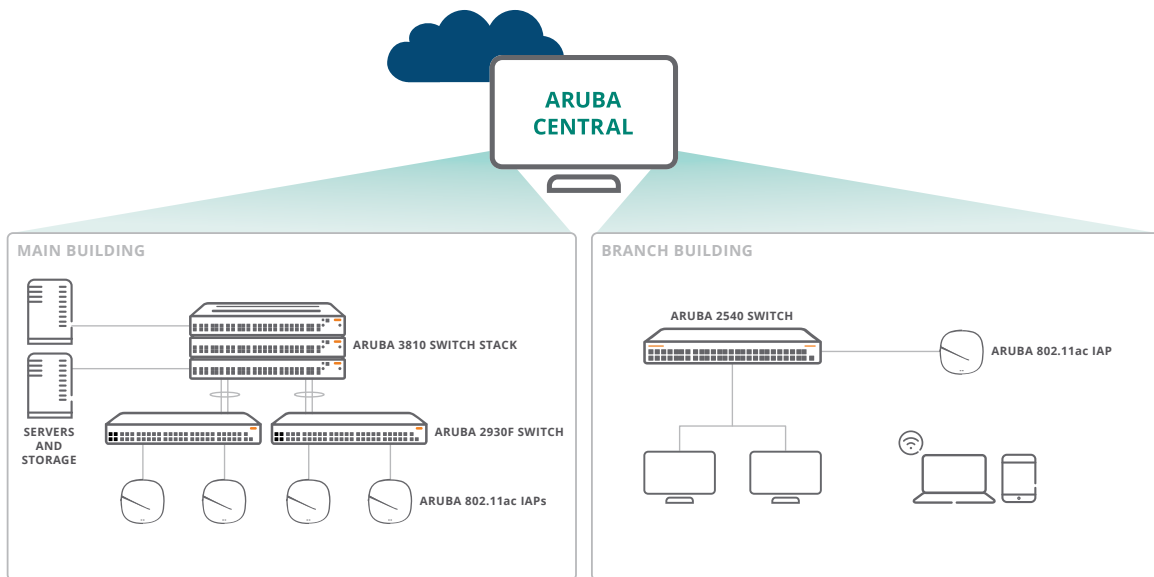 ARUBA
CENTRAL
MAIN BUILDING
ARUBA 3810 SWITCH STACK
ARUBA 2930F SWITCH
SERVERS
AND
STORAGE
ARUBA 802.11ac IAPs
BRANCH BUILDING
ARUBA 2540 SWITCH
ARUBA 802.11ac IAP